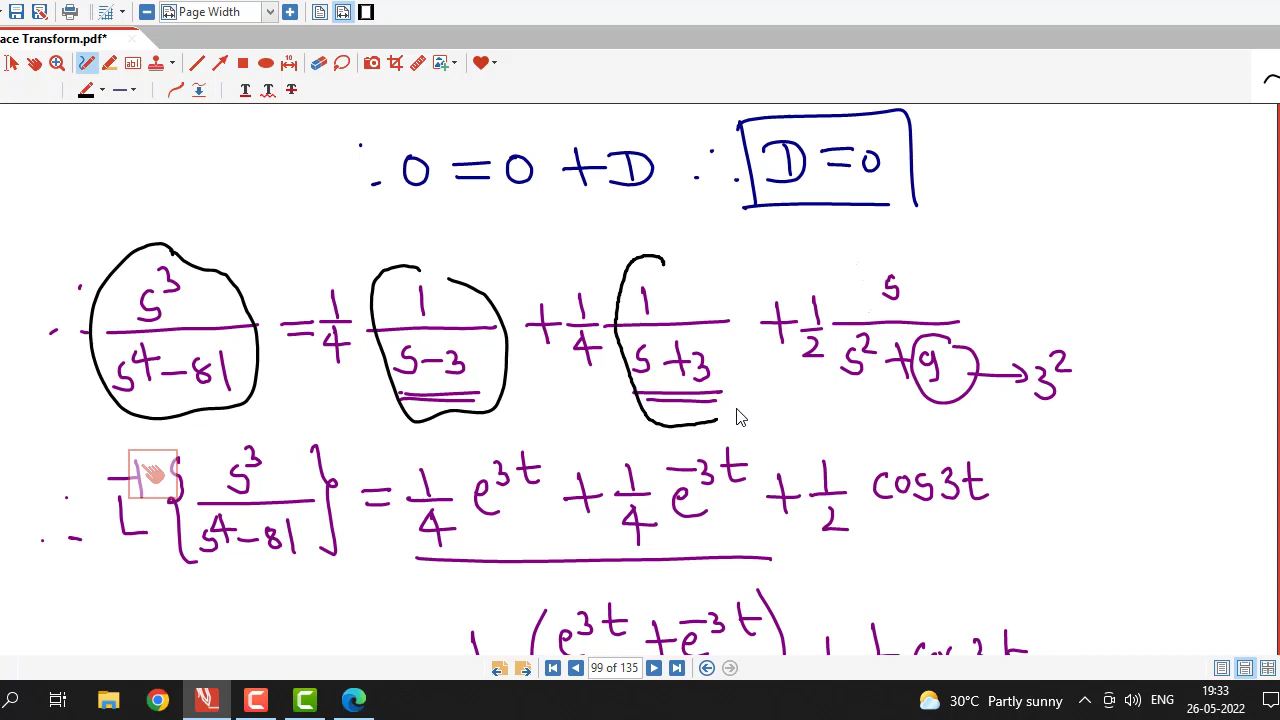 Page Width
ace Transform.pdf*
∴ 0 = 0 + D ∴ D = 0
∴ s³/(s⁴ - 81) = 1/4 1/(s - 3) + 1/4 1/(s + 3) + 1/2 s/(s² + 9) → 3²
∴ L⁻¹{s³/(s⁴ - 81)} = 1/4 e³ᵗ + 1/4 e⁻³ᵗ + 1/2 cos3t
(e³ᵗ + e⁻³ᵗ)
99 of 135
30°C Partly sunny ENG 19:33
26-05-2022